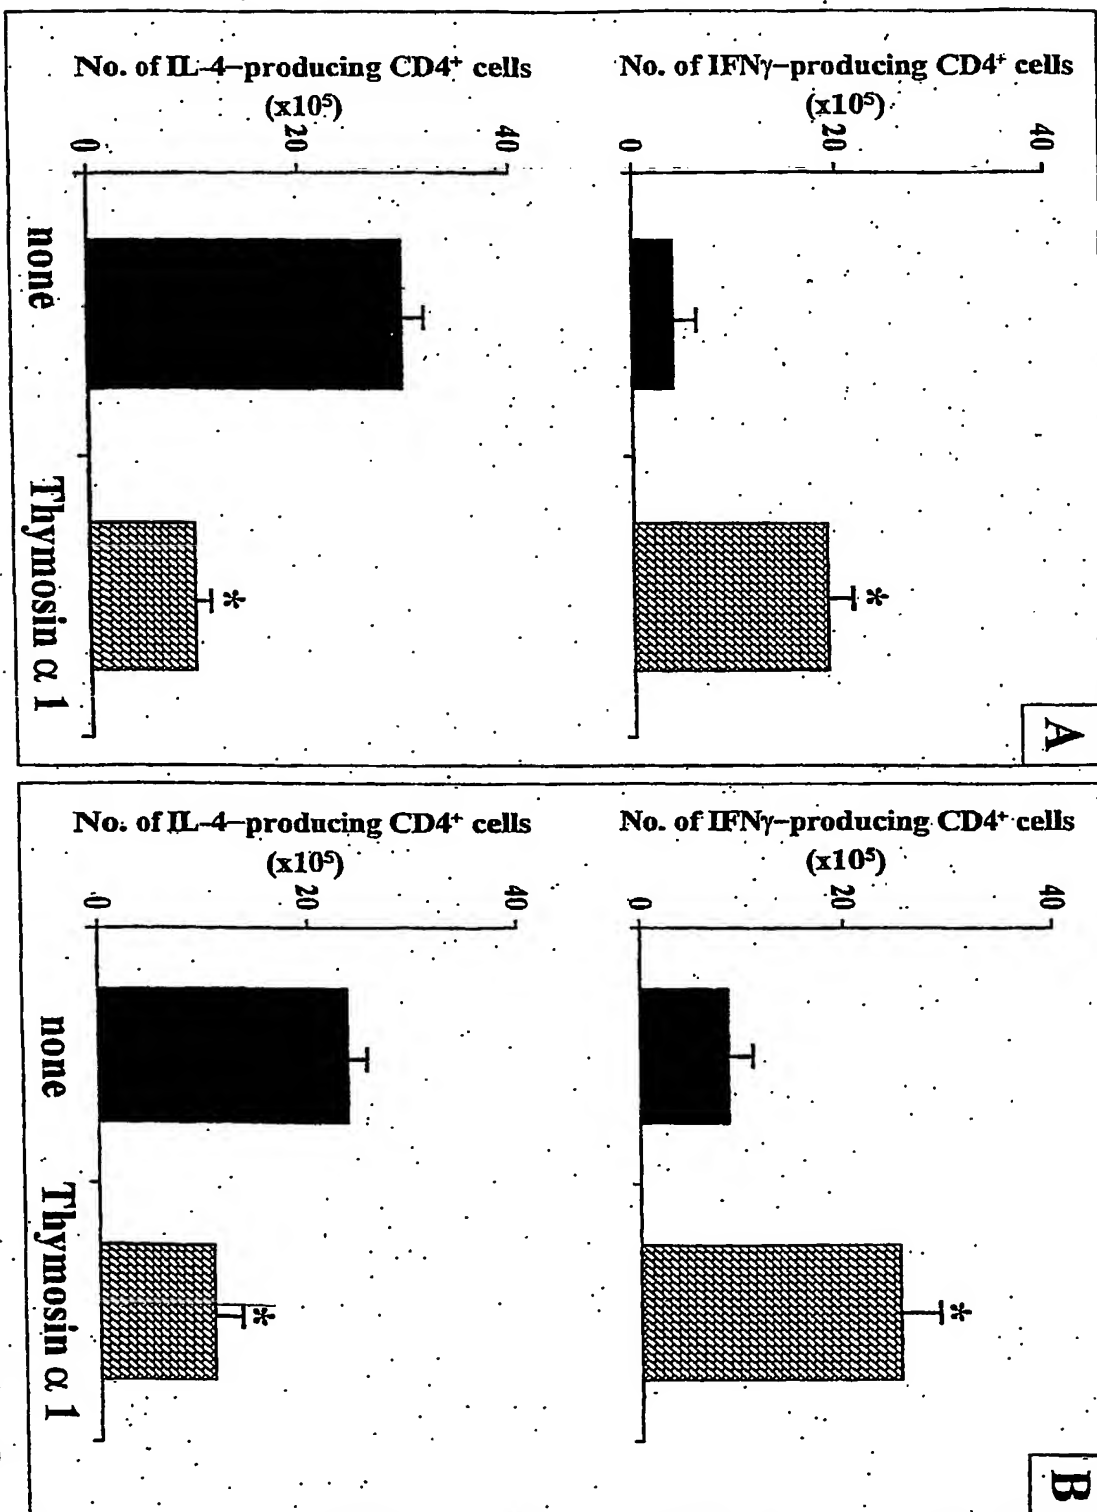 A
No. of IFNγ–producing CD4⁺ cells
(x10⁵)
40
20
0
No. of IL-4–producing CD4⁺ cells
(x10⁵)
40
20
0
none
Thymosin α 1
B
No. of IFNγ–producing CD4⁺ cells
(x10⁵)
40
20
0
No. of IL-4–producing CD4⁺ cells
(x10⁵)
40
20
0
none
Thymosin α 1
*
*
*
*